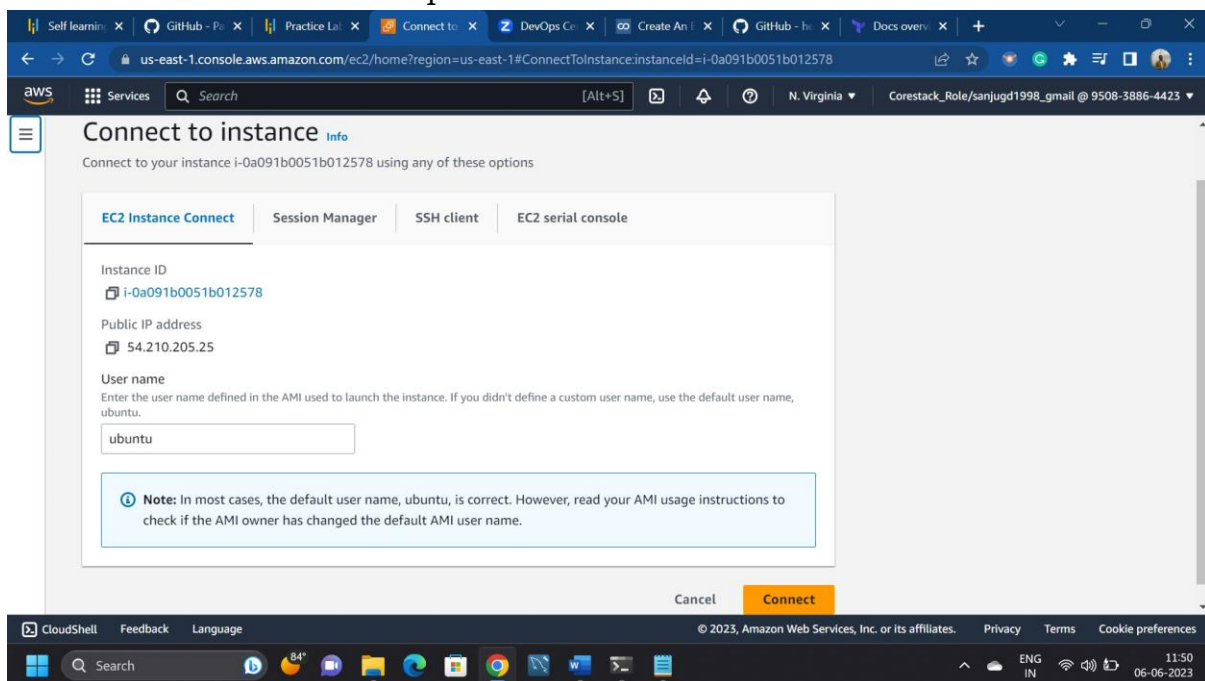 Self learnin
GitHub - Pa
Practice Lal
Connect to
DevOps Ce
Create An E
GitHub - he
Docs overvi
us-east-1.console.aws.amazon.com/ec2/home?region=us-east-1#ConnectToInstance:instanceId=i-0a091b0051b012578
aws Services Search [Alt+S] N. Virginia ▼ Corestack_Role/sanjugd1998_gmail @ 9508-3886-4423 ▼
Connect to instance Info
Connect to your instance i-0a091b0051b012578 using any of these options
EC2 Instance Connect Session Manager SSH client EC2 serial console
Instance ID
i-0a091b0051b012578
Public IP address
54.210.205.25
User name
Enter the user name defined in the AMI used to launch the instance. If you didn't define a custom user name, use the default user name,
ubuntu.
ubuntu
Note: In most cases, the default user name, ubuntu, is correct. However, read your AMI usage instructions to
check if the AMI owner has changed the default AMI user name.
Cancel Connect
CloudShell Feedback Language © 2023, Amazon Web Services, Inc. or its affiliates. Privacy Terms Cookie preferences
Search 84° ENG 11:50
IN 06-06-2023